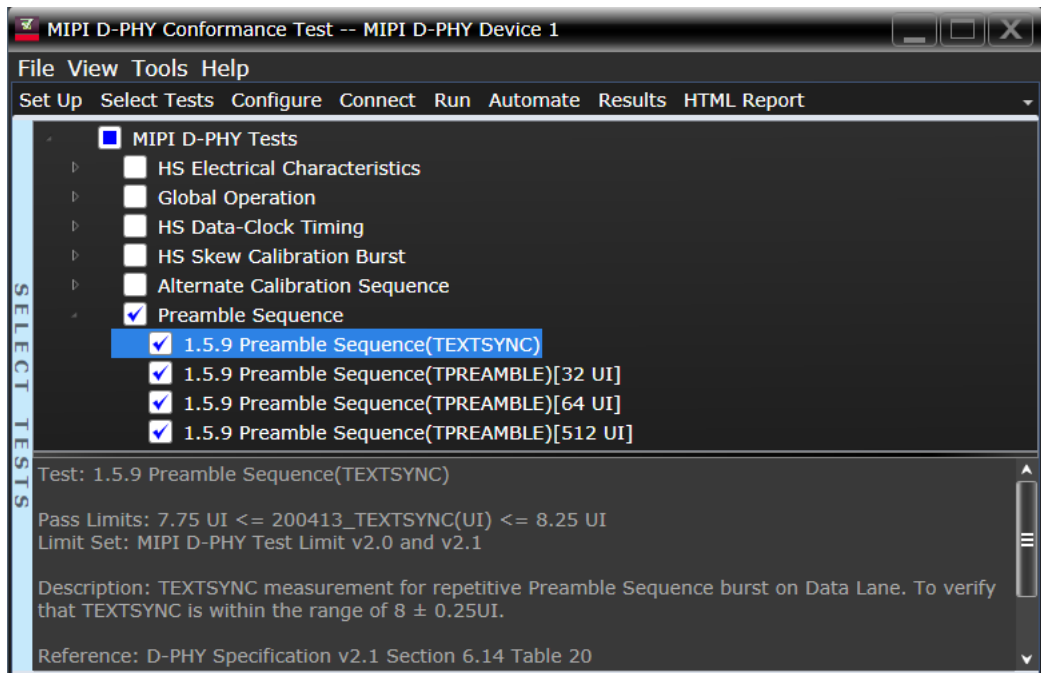 MIPI D-PHY Conformance Test -- MIPI D-PHY Device 1
File View Tools Help
Set Up Select Tests Configure Connect Run Automate Results HTML Report
SELECT TESTS
MIPI D-PHY Tests
HS Electrical Characteristics
Global Operation
HS Data-Clock Timing
HS Skew Calibration Burst
Alternate Calibration Sequence
Preamble Sequence
1.5.9 Preamble Sequence(TEXTSYNC)
1.5.9 Preamble Sequence(TPREAMBLE)[32 UI]
1.5.9 Preamble Sequence(TPREAMBLE)[64 UI]
1.5.9 Preamble Sequence(TPREAMBLE)[512 UI]
Test: 1.5.9 Preamble Sequence(TEXTSYNC)
Pass Limits: 7.75 UI <= 200413_TEXTSYNC(UI) <= 8.25 UI
Limit Set: MIPI D-PHY Test Limit v2.0 and v2.1
Description: TEXTSYNC measurement for repetitive Preamble Sequence burst on Data Lane. To verify
that TEXTSYNC is within the range of 8 ± 0.25UI.
Reference: D-PHY Specification v2.1 Section 6.14 Table 20